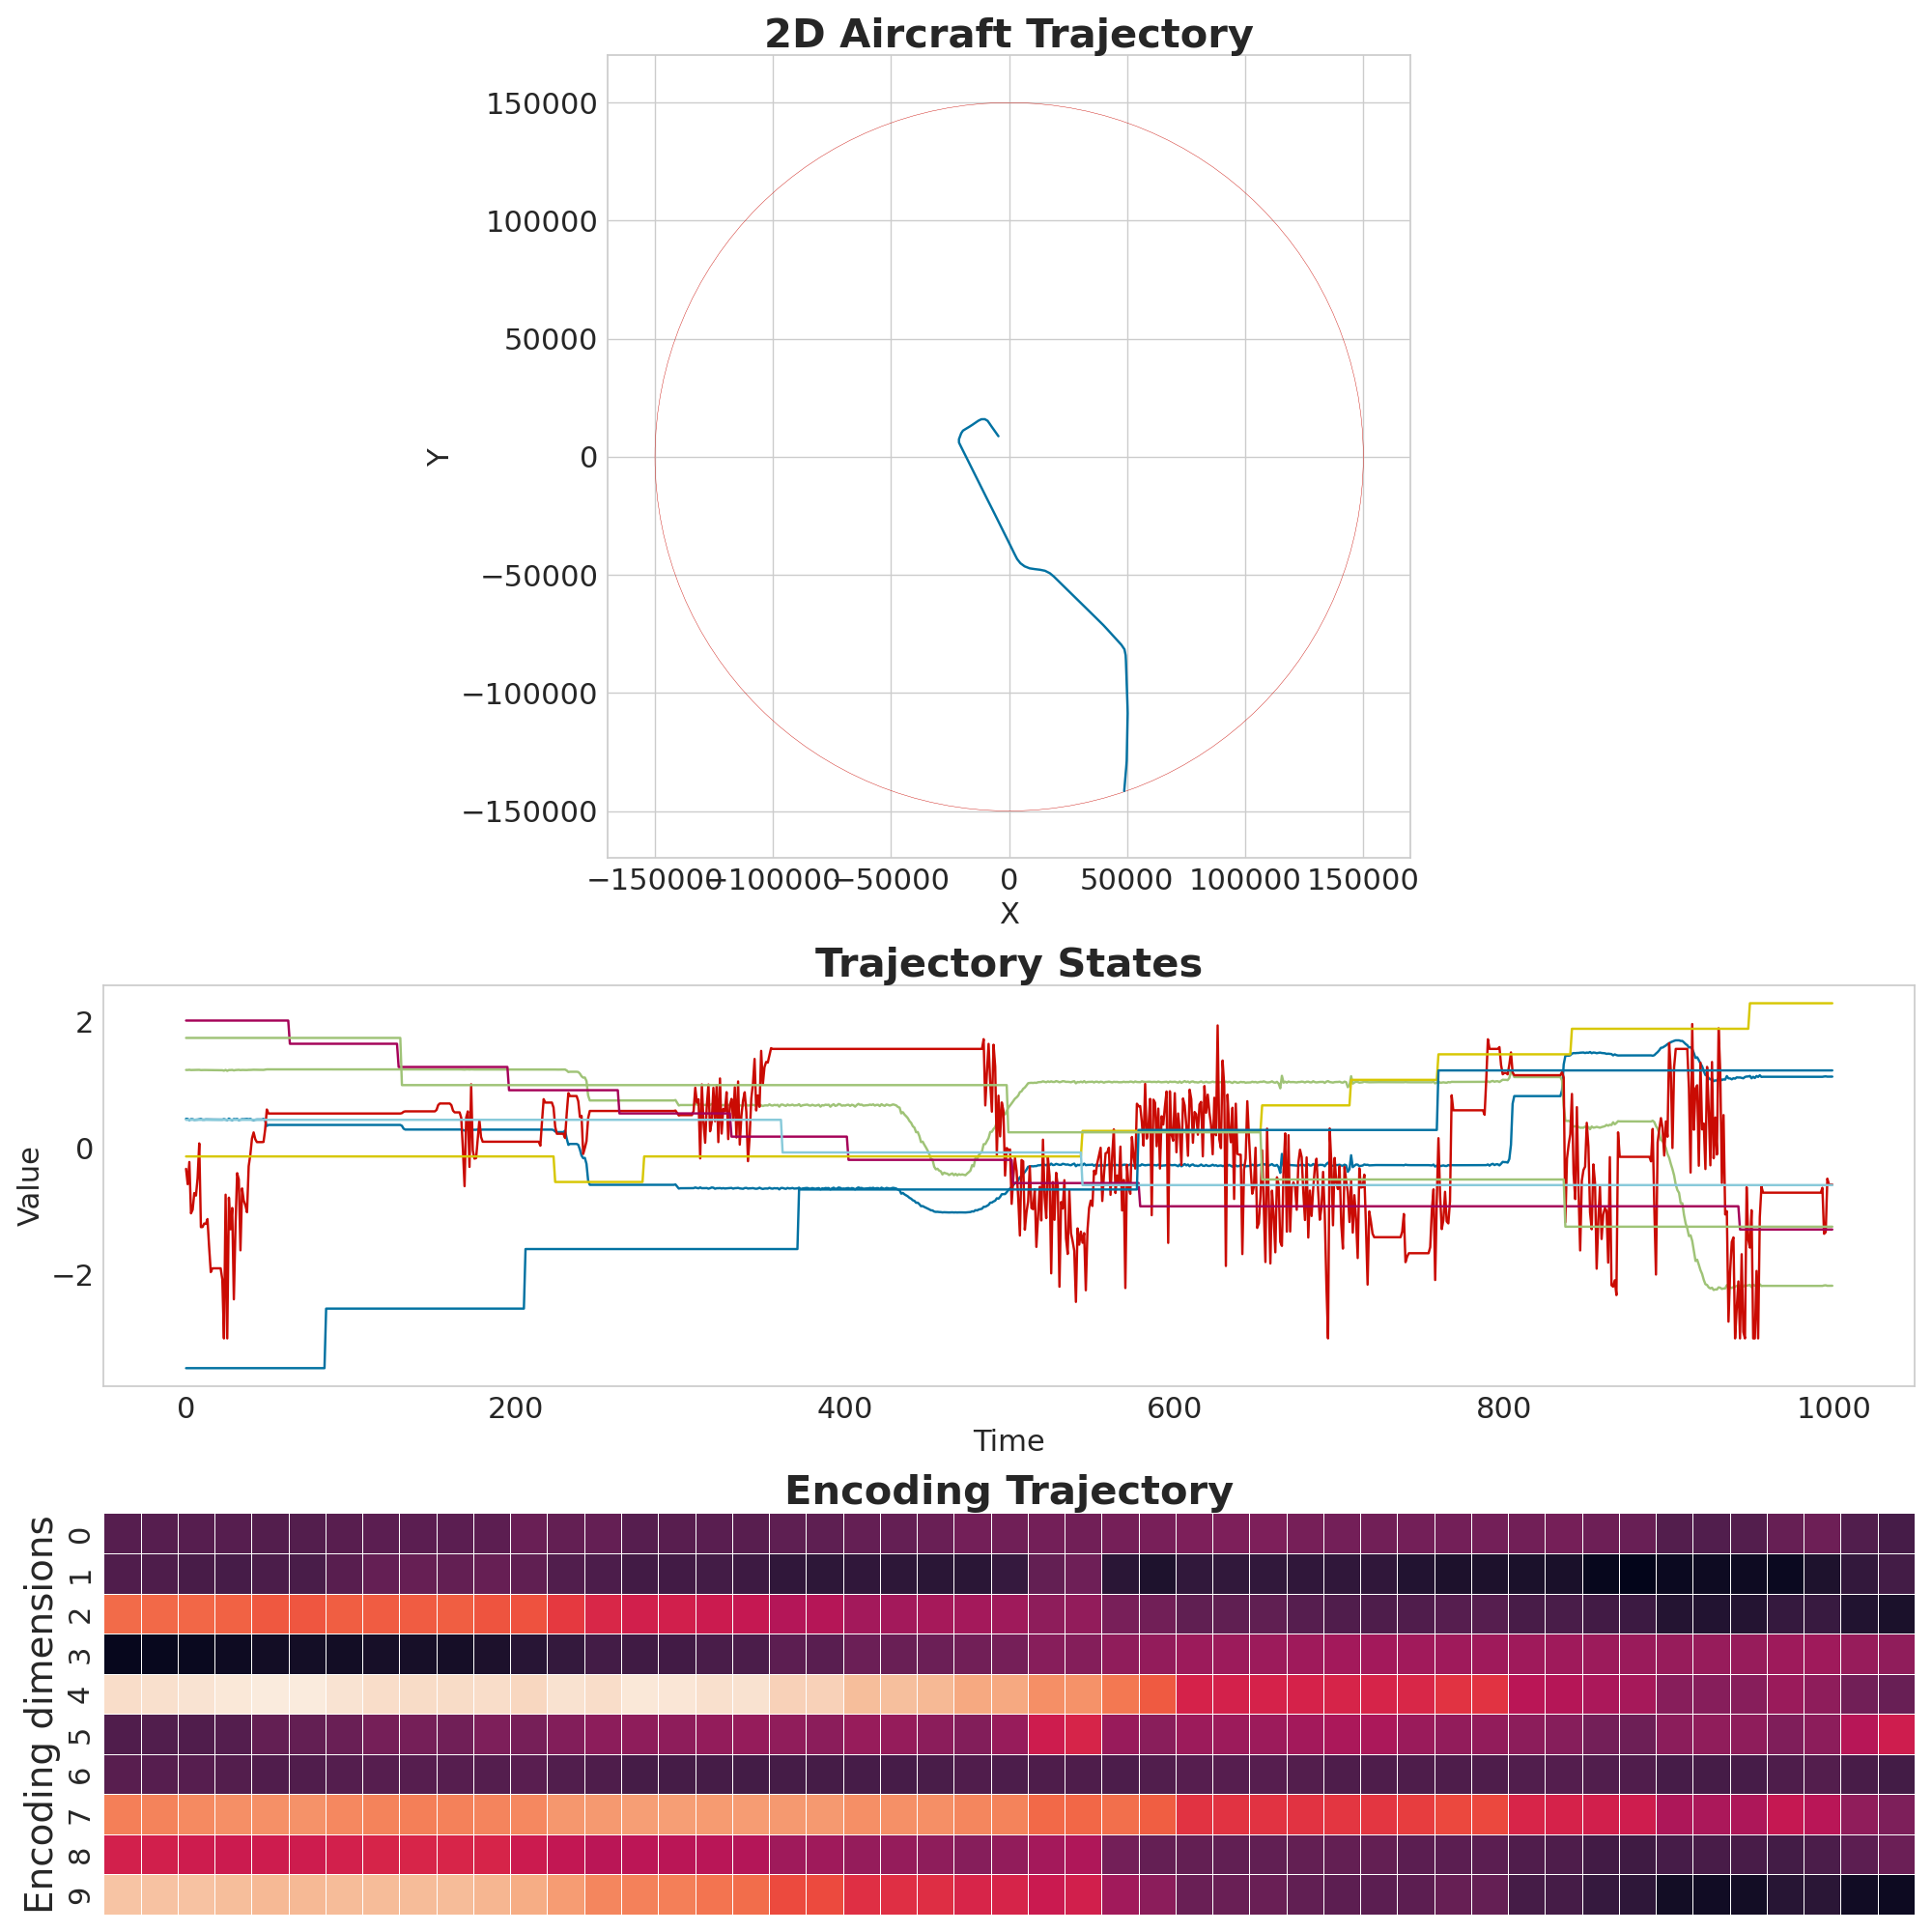 2D Aircraft Trajectory
150000
100000
50000
0
−50000
−100000
−150000
Y
−150000 −100000 −50000 0 50000 100000 150000
X
Trajectory States
2
0
−2
Value
0 200 400 600 800 1000
Time
Encoding Trajectory
Encoding dimensions
0
1
2
3
4
5
6
7
8
9